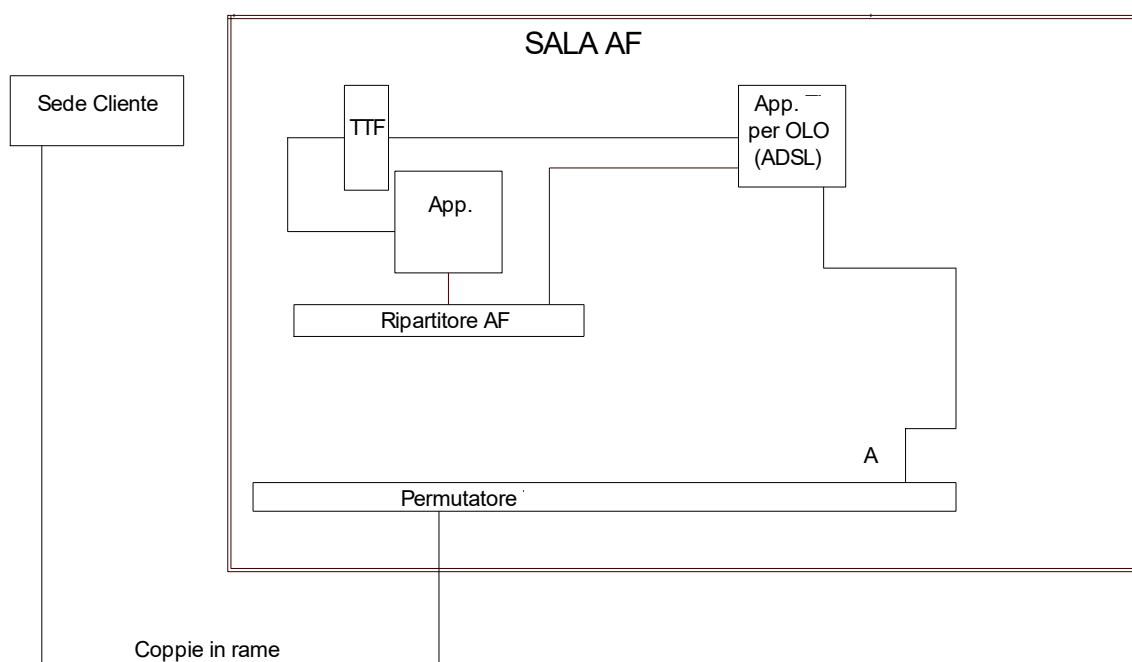 SALA AF
Sede Cliente
TTF
App.
per OLO
(ADSL)
App.
Ripartitore AF
A
Permutatore
Coppie in rame